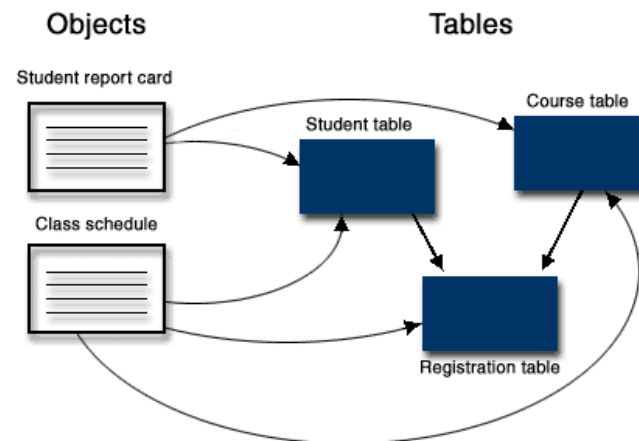 Objects
Tables
Student report card
Course table
Student table
Class schedule
Registration table